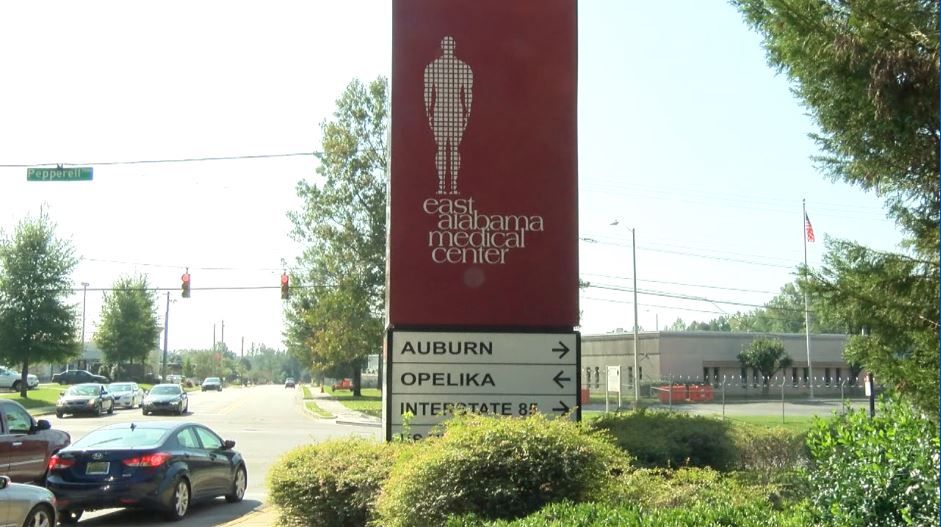 Pepperell
east
alabama
medical
center
AUBURN →
OPELIKA ←
INTERSTATE 85 →